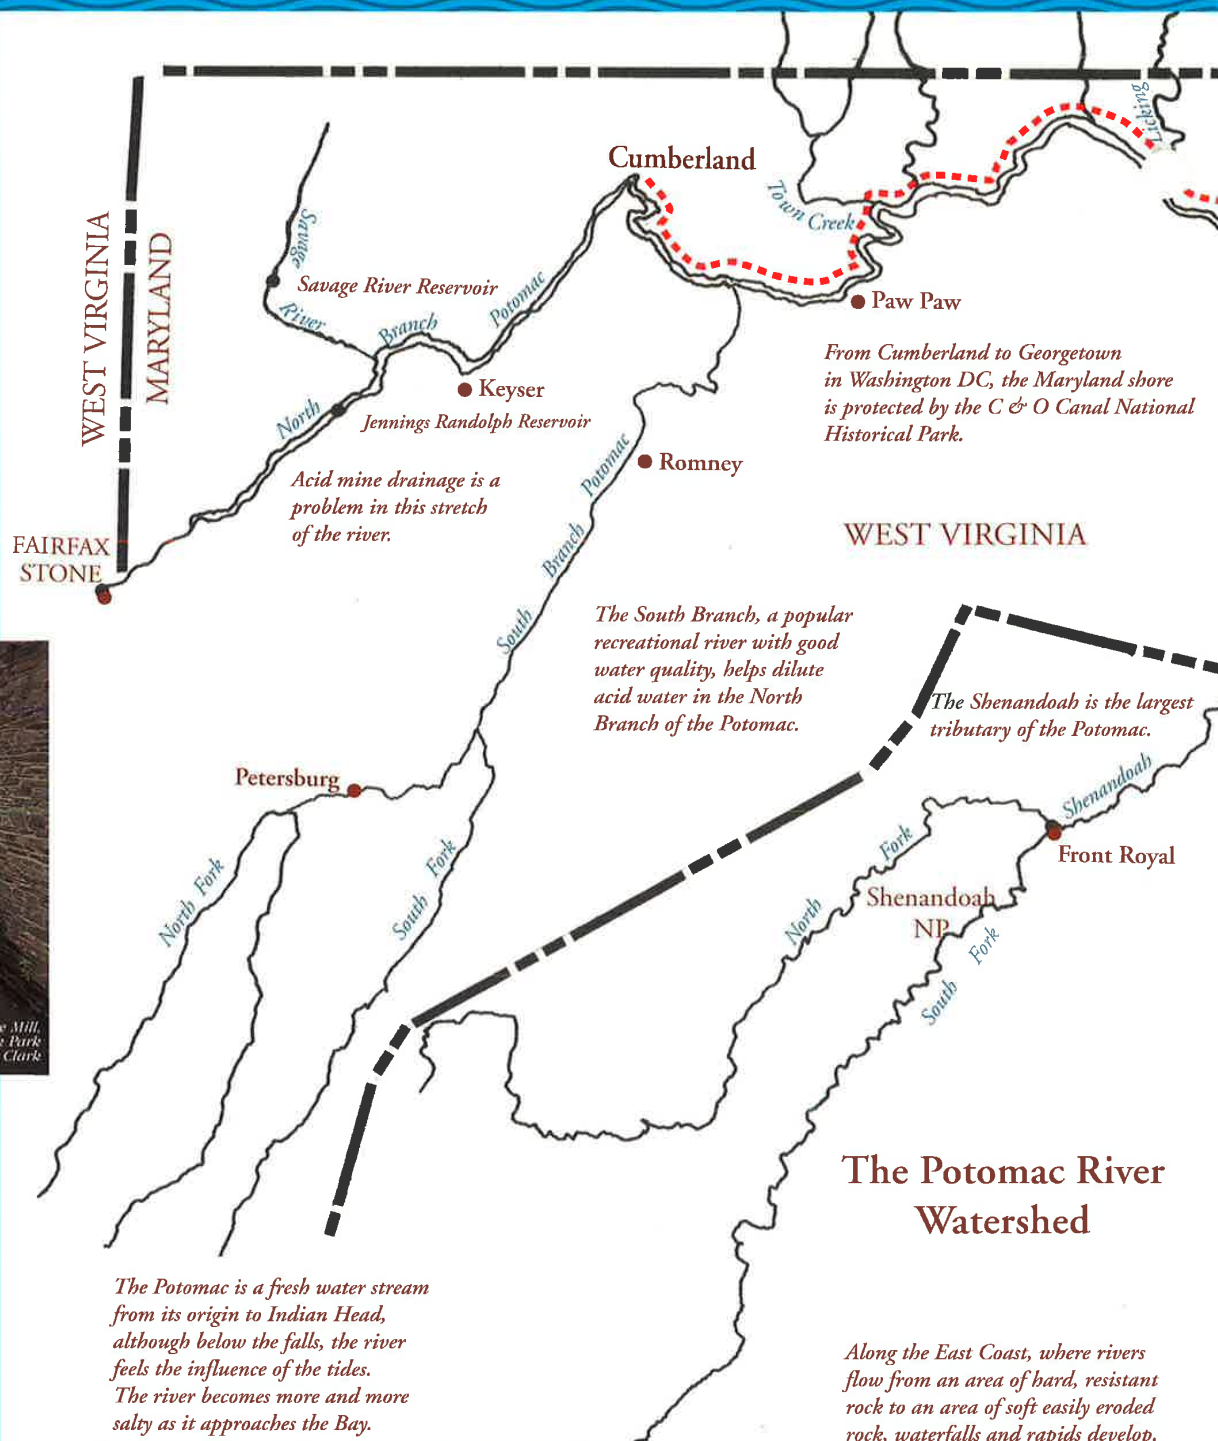 Licking
Cumberland
Town Creek
Savage
River
Savage River Reservoir
WEST VIRGINIA
MARYLAND
North
Branch
Potomac
Paw Paw
Keyser
Jennings Randolph Reservoir
From Cumberland to Georgetown
in Washington DC, the Maryland shore
is protected by the C & O Canal National
Historical Park.
Acid mine drainage is a
problem in this stretch
of the river.
Romney
South
Branch
Potomac
WEST VIRGINIA
FAIRFAX
STONE
The South Branch, a popular
recreational river with good
water quality, helps dilute
acid water in the North
Branch of the Potomac.
The Shenandoah is the largest
tributary of the Potomac.
Petersburg
Shenandoah
Front Royal
North Fork
South Fork
North Fork
Shenandoah
NP
South Fork
e Mill,
Park
Clark
The Potomac River
Watershed
The Potomac is a fresh water stream
from its origin to Indian Head,
although below the falls, the river
feels the influence of the tides.
The river becomes more and more
salty as it approaches the Bay.
Along the East Coast, where rivers
flow from an area of hard, resistant
rock to an area of soft easily eroded
rock, waterfalls and rapids develop.